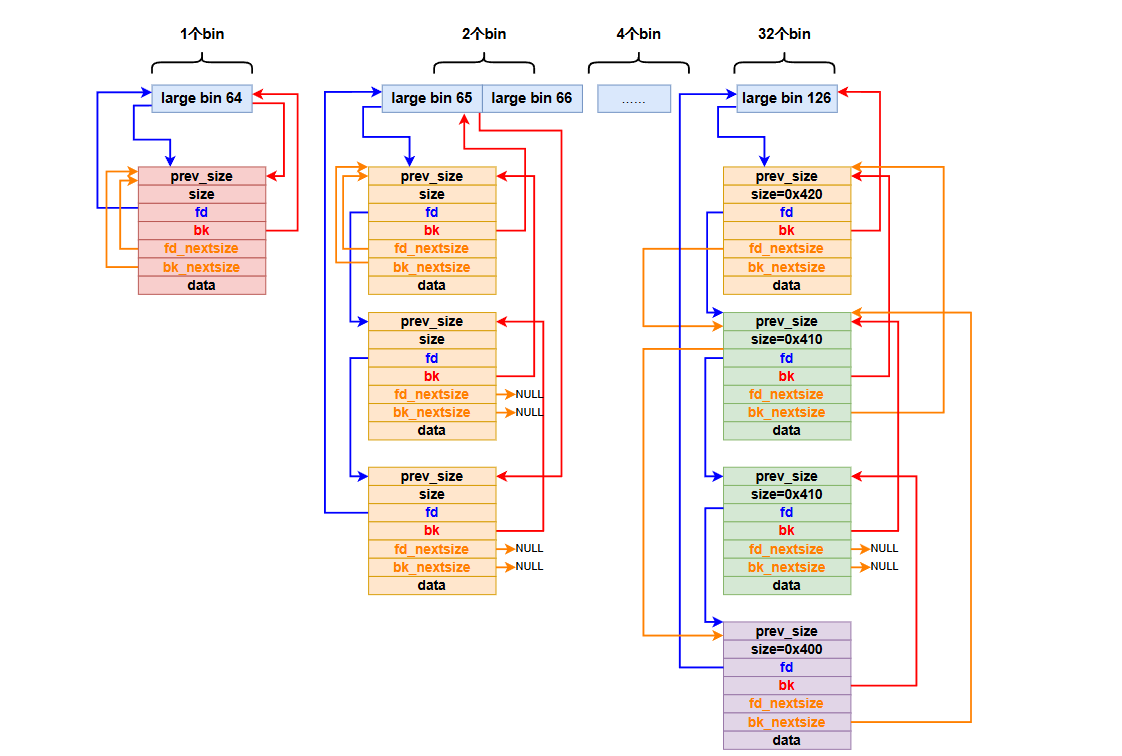 1个bin
2个bin
4个bin
32个bin
large bin 64
large bin 65
large bin 66
......
large bin 126
prev_size
size
fd
bk
fd_nextsize
bk_nextsize
data
prev_size
size
fd
bk
fd_nextsize
bk_nextsize
data
prev_size
size
fd
bk
fd_nextsize
NULL
bk_nextsize
NULL
data
prev_size
size
fd
bk
fd_nextsize
NULL
bk_nextsize
NULL
data
prev_size
size=0x420
fd
bk
fd_nextsize
bk_nextsize
data
prev_size
size=0x410
fd
bk
fd_nextsize
bk_nextsize
data
prev_size
size=0x410
fd
bk
fd_nextsize
NULL
bk_nextsize
NULL
data
prev_size
size=0x400
fd
bk
fd_nextsize
bk_nextsize
data